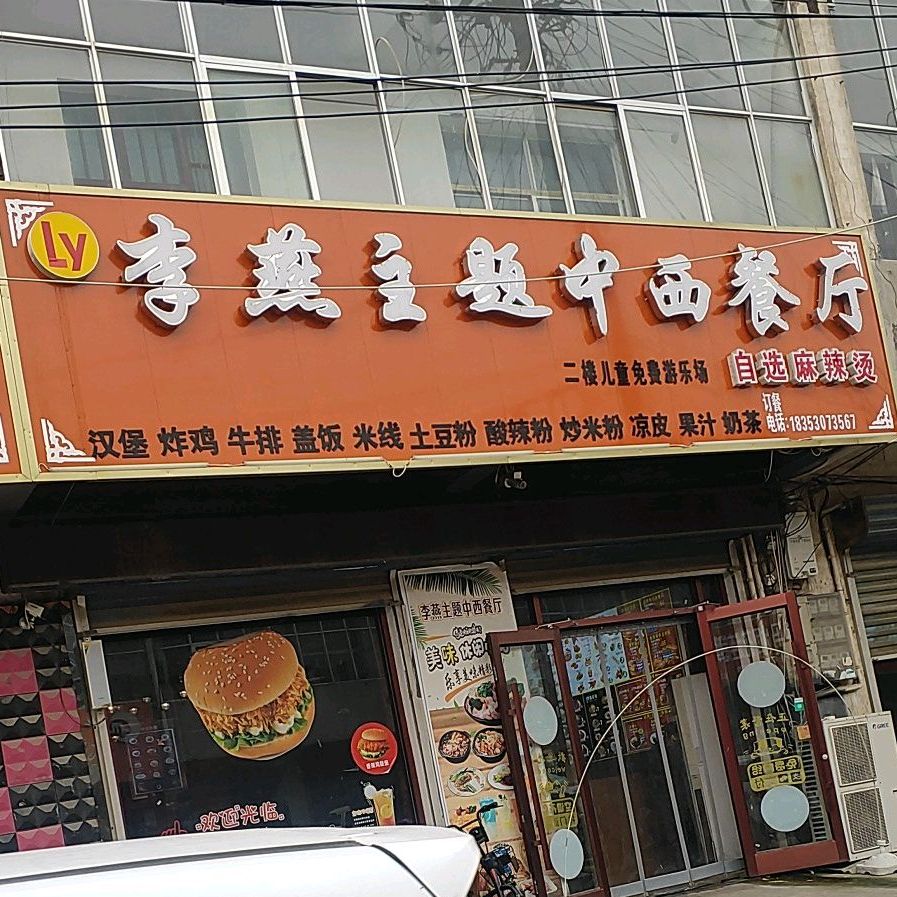 Ly
李燕主题中西餐厅
二楼儿童免费游乐场
自选麻辣烫
汉堡 炸鸡 牛排 盖饭 米线 土豆粉 酸辣粉 炒米粉 凉皮 果汁 奶茶
订餐
电话:18353073567
李燕主题中西餐厅
美味
欢迎光临
GREE